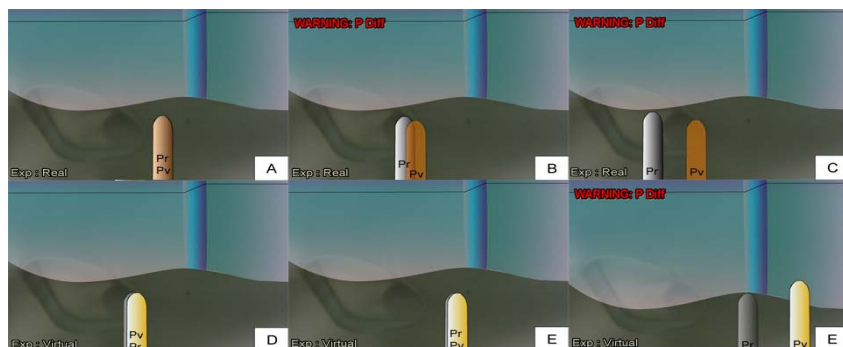 Pr
Pv
Exp : Real
A
WARNING: P Diff
Pr
Pv
Exp : Real
B
WARNING: P Diff
Pr
Pv
Exp : Real
C
Pv
Pr
Exp : Virtual
D
Pr
Pv
Exp : Virtual
E
WARNING: P Diff
Pr
Pv
Exp : Virtual
E